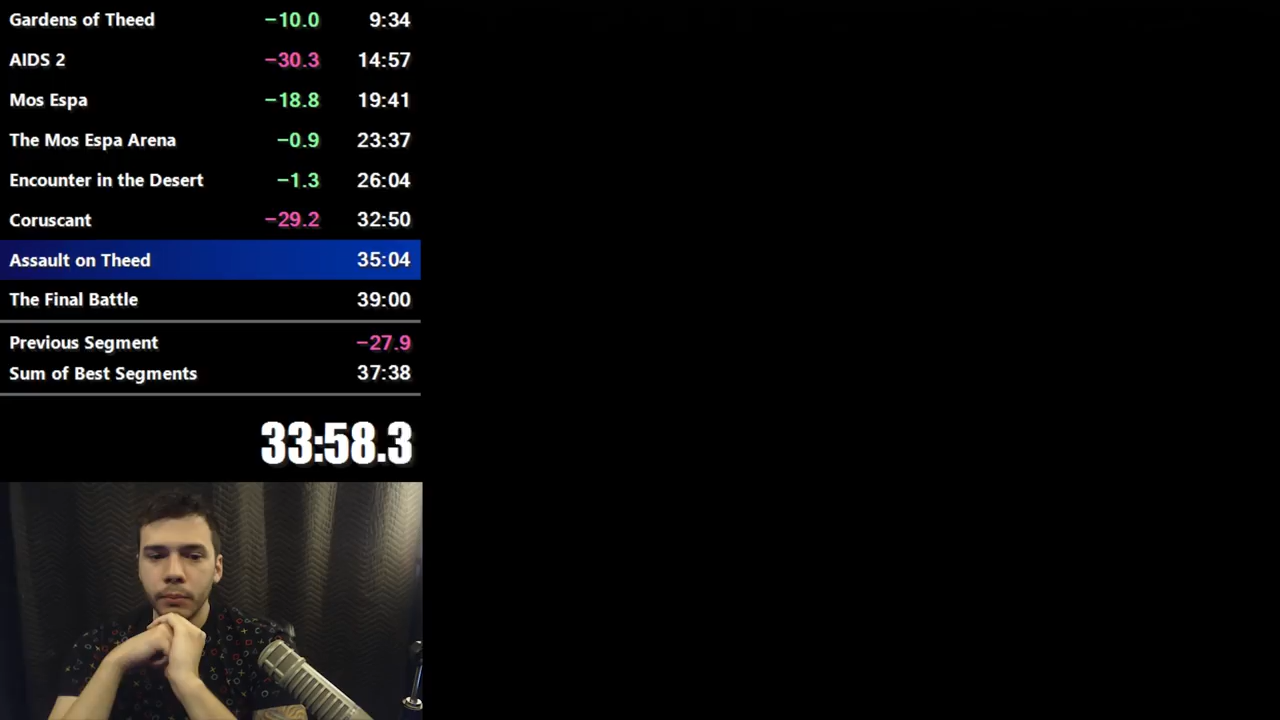 Gardens of Theed −10.0 9:34
AIDS 2 −30.3 14:57
Mos Espa −18.8 19:41
The Mos Espa Arena −0.9 23:37
Encounter in the Desert −1.3 26:04
Coruscant −29.2 32:50
Assault on Theed 35:04
The Final Battle 39:00
Previous Segment −27.9
Sum of Best Segments 37:38
33:58.3